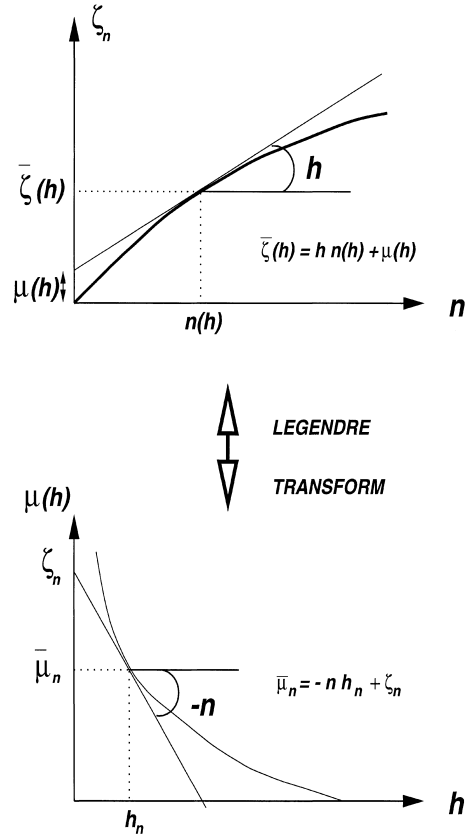 ζₙ
ζ̅(h)
h
ζ̅(h) = h n(h) + μ(h)
μ(h)
n(h)
n
LEGENDRE
TRANSFORM
μ(h)
ζₙ
μ̅ₙ
-n
μ̅ₙ = - n hₙ + ζₙ
hₙ
h